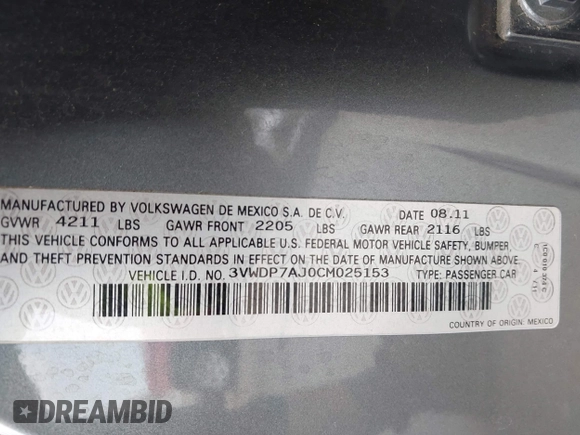 MANUFACTURED BY VOLKSWAGEN DE MEXICO S.A. DE C.V. DATE 08.11
GVWR 4211 LBS GAWR FRONT 2205 LBS GAWR REAR 2116 LBS
THIS VEHICLE CONFORMS TO ALL APPLICABLE U.S. FEDERAL MOTOR VEHICLE SAFETY, BUMPER,
AND THEFT PREVENTION STANDARDS IN EFFECT ON THE DATE OF MANUFACTURE SHOWN ABOVE.
VEHICLE I.D. NO. 3VWDP7AJ0CM025153 TYPE: PASSENGER CAR
COUNTRY OF ORIGIN: MEXICO
DREAMBID